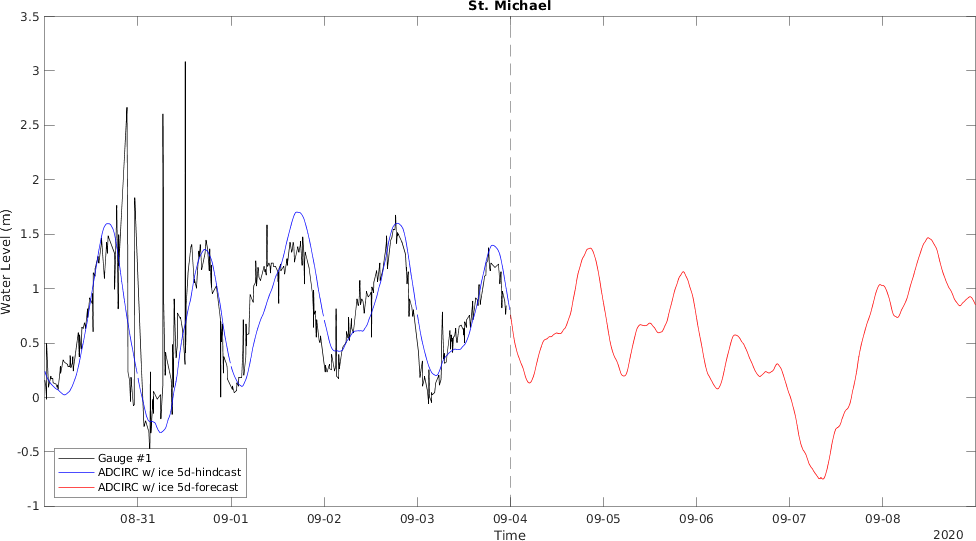 St. Michael
3.5
3
2.5
2
1.5
1
0.5
0
-0.5
-1
Water Level (m)
Gauge #1
ADCIRC w/ ice 5d-hindcast
ADCIRC w/ ice 5d-forecast
08-31 09-01 09-02 09-03 09-04 09-05 09-06 09-07 09-08
Time
2020